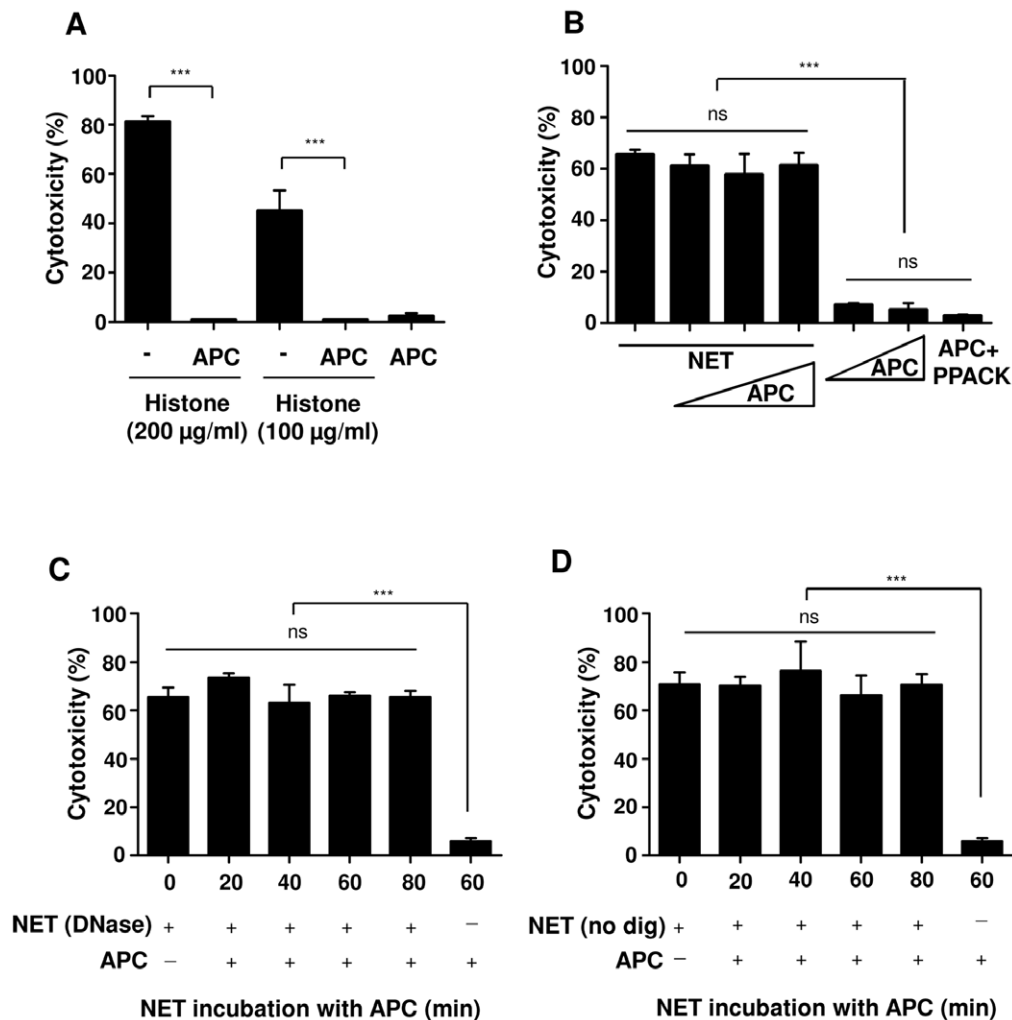 A
Cytotoxicity (%)
100
80
60
40
20
0
***
***
- APC - APC APC
Histone Histone
(200 µg/ml) (100 µg/ml)
B
Cytotoxicity (%)
100
80
60
40
20
0
***
ns
ns
NET
APC
APC
APC+
PPACK
C
Cytotoxicity (%)
100
80
60
40
20
0
***
ns
0 20 40 60 80 60
NET (DNase) + + + + + −
APC − + + + + +
NET incubation with APC (min)
D
Cytotoxicity (%)
100
80
60
40
20
0
***
ns
0 20 40 60 80 60
NET (no dig) + + + + + −
APC − + + + + +
NET incubation with APC (min)